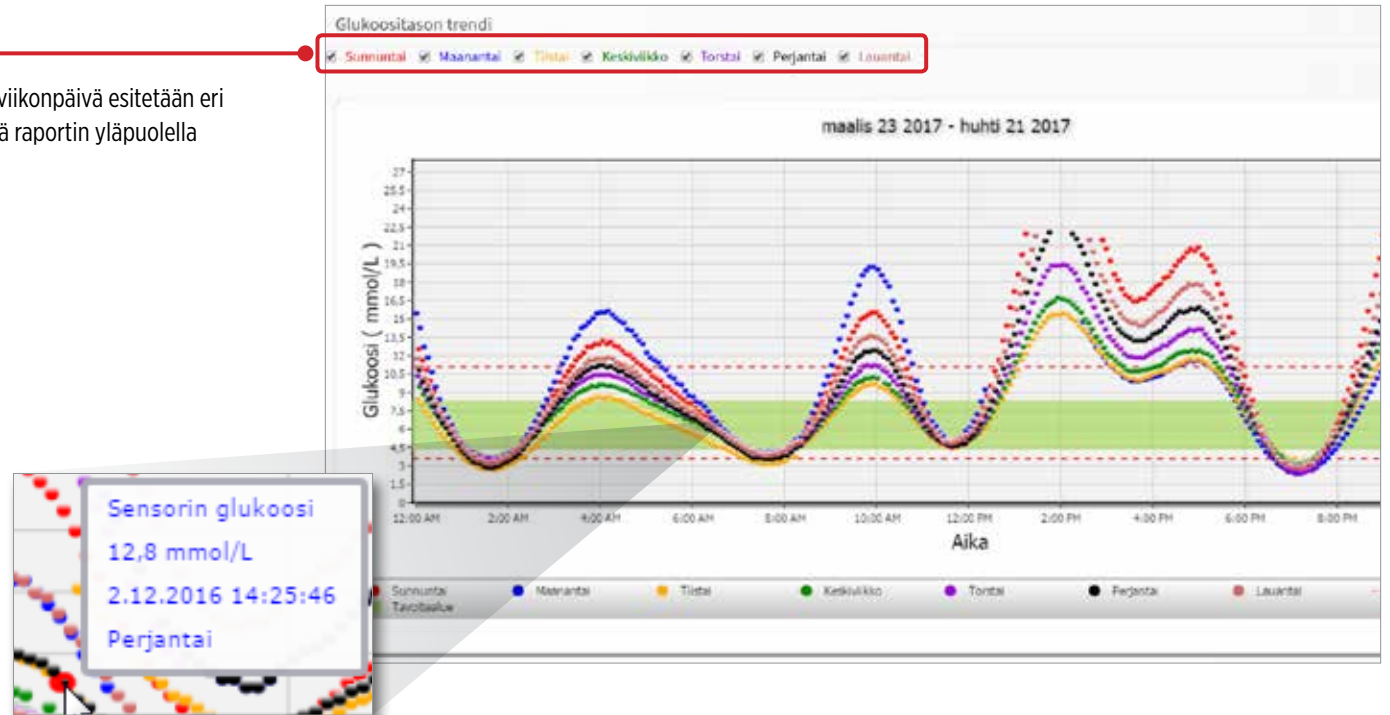 Glukoositason trendi
Sunnuntai Maanantai Tiistai Keskiviikko Torstai Perjantai Lauantai
viikonpäivä esitetään eri
ä raportin yläpuolella
maalis 23 2017 - huhti 21 2017
Glukoosi ( mmol/L )
27
25.5
24
22.5
21
19.5
18
16.5
15
13.5
12
10.5
9
7.5
6
4.5
3
1.5
0
12:00 AM 2:00 AM 4:00 AM 6:00 AM 8:00 AM 10:00 AM 12:00 PM 2:00 PM 4:00 PM 6:00 PM 8:00 PM
Aika
Sunnuntai Maanantai Tiistai Keskiviikko Torstai Perjantai Lauantai
Tavoitealue
Sensorin glukoosi
12,8 mmol/L
2.12.2016 14:25:46
Perjantai